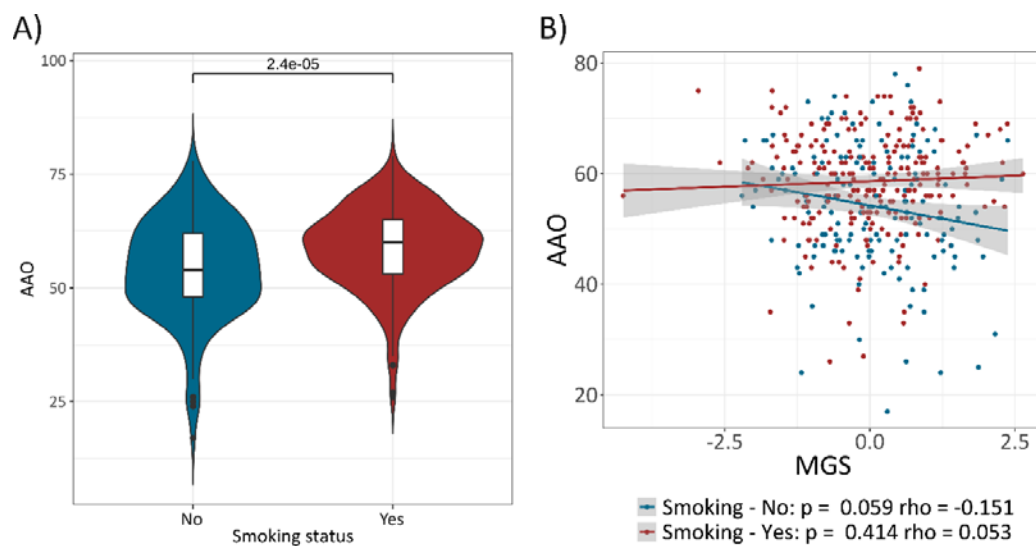 A)
100
75
50
25
AAO
2.4e-05
No
Yes
Smoking status
B)
80
60
40
20
AAO
-2.5
0.0
2.5
MGS
Smoking - No: p = 0.059 rho = -0.151
Smoking - Yes: p = 0.414 rho = 0.053